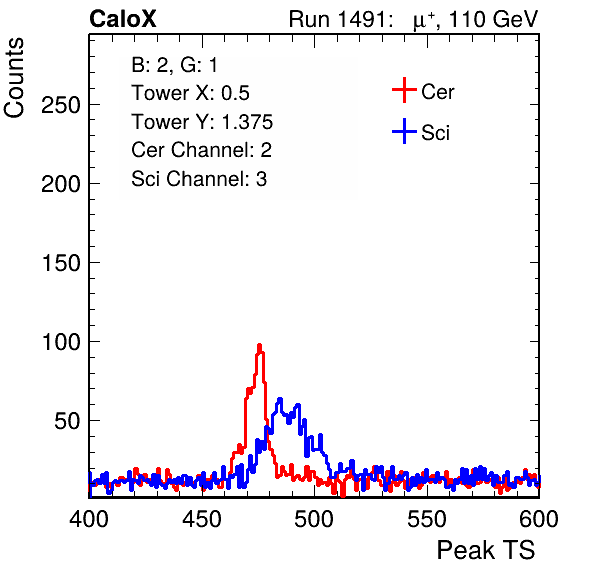 CaloX Run 1491: μ⁺, 110 GeV
B: 2, G: 1
Tower X: 0.5
Tower Y: 1.375
Cer Channel: 2
Sci Channel: 3
Cer
Sci
Counts
250
200
150
100
50
400 450 500 550 600
Peak TS